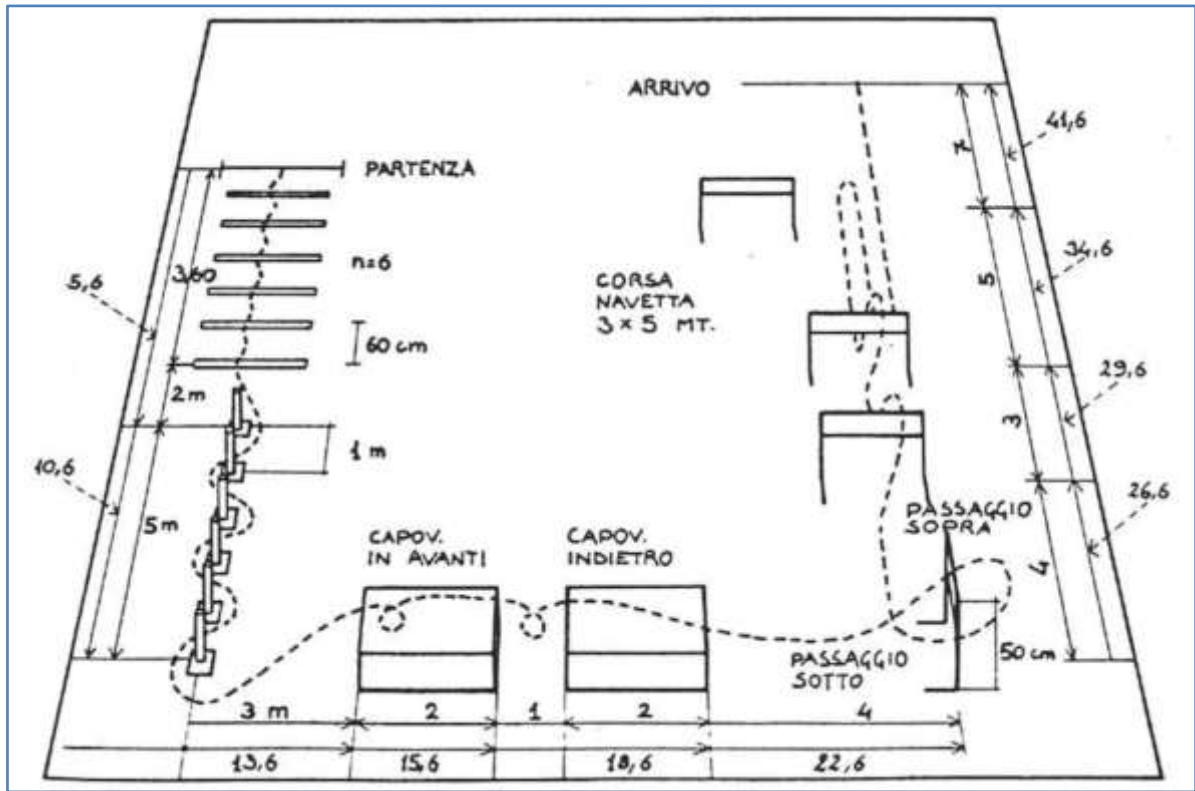 ARRIVO
41,6
7
PARTENZA
3,60
n=6
5,6
CORSA
NAVETTA
3 × 5 MT.
34,6
5
60 cm
2 m
29,6
3
1 m
10,6
5m
26,6
PASSAGGIO
SOPRA
4
CAPOV.
IN AVANTI
CAPOV.
INDIETRO
PASSAGGIO
SOTTO
50 cm
3 m
2
1
2
4
13,6
15,6
18,6
22,6